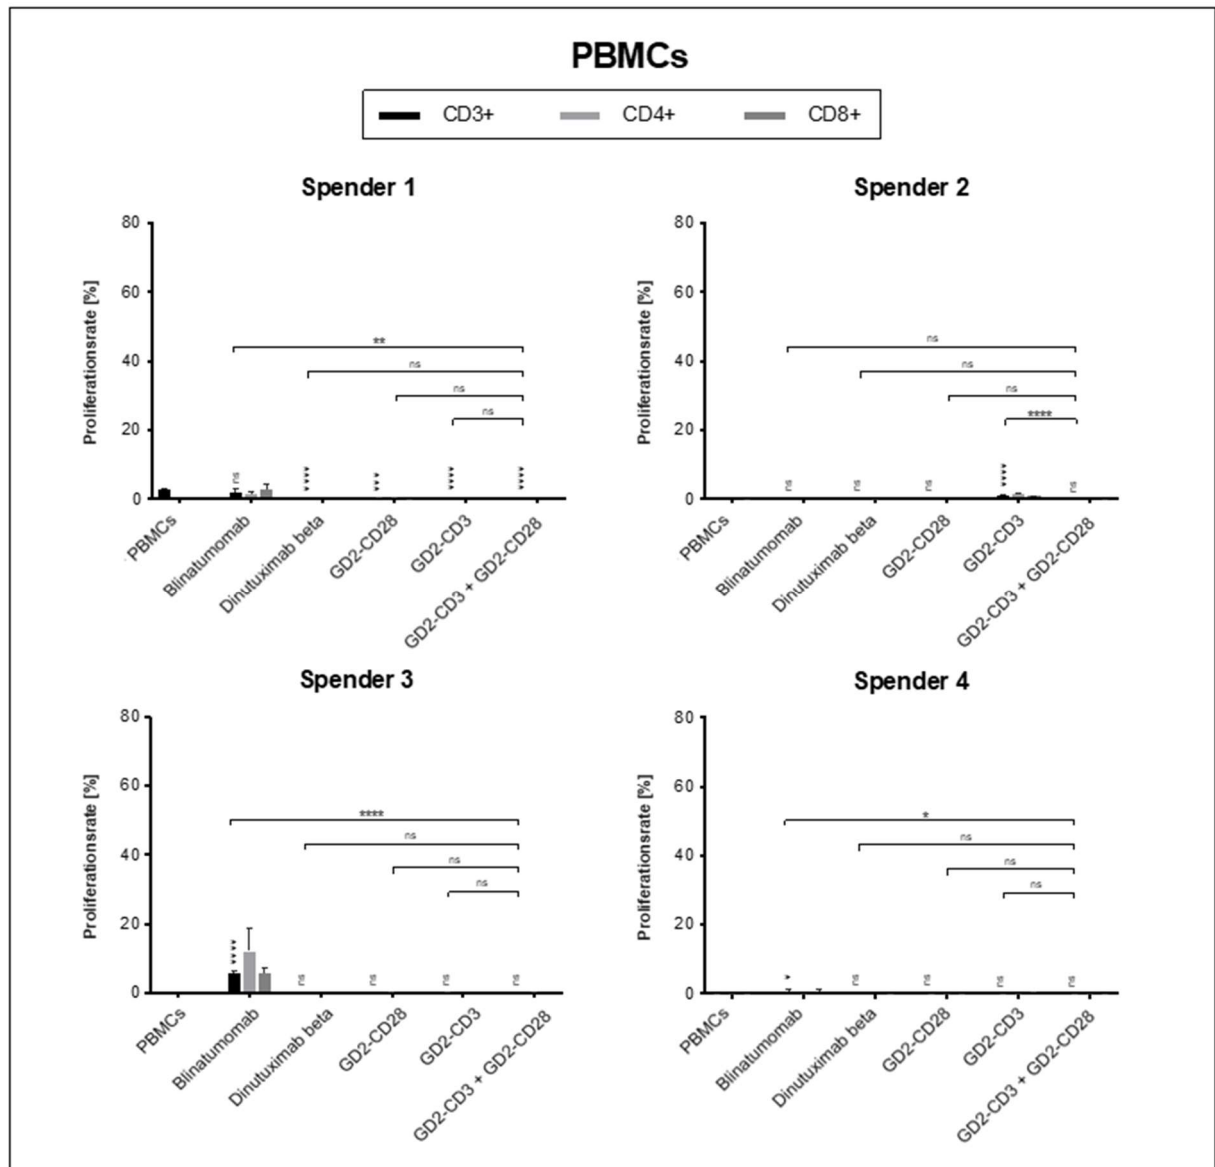 PBMCs
CD3+ CD4+ CD8+
Spender 1
Proliferationsrate [%]
80
60
40
20
0
**
ns
ns
ns
ns
****
***
****
****
PBMCs
Blinatumomab
Dinutuximab beta
GD2-CD28
GD2-CD3
GD2-CD3 + GD2-CD28
Spender 2
Proliferationsrate [%]
80
60
40
20
0
ns
ns
ns
****
ns
ns
ns
****
ns
PBMCs
Blinatumomab
Dinutuximab beta
GD2-CD28
GD2-CD3
GD2-CD3 + GD2-CD28
Spender 3
Proliferationsrate [%]
80
60
40
20
0
****
ns
ns
ns
****
ns
ns
ns
ns
PBMCs
Blinatumomab
Dinutuximab beta
GD2-CD28
GD2-CD3
GD2-CD3 + GD2-CD28
Spender 4
Proliferationsrate [%]
80
60
40
20
0
*
ns
ns
ns
*
ns
ns
ns
ns
PBMCs
Blinatumomab
Dinutuximab beta
GD2-CD28
GD2-CD3
GD2-CD3 + GD2-CD28